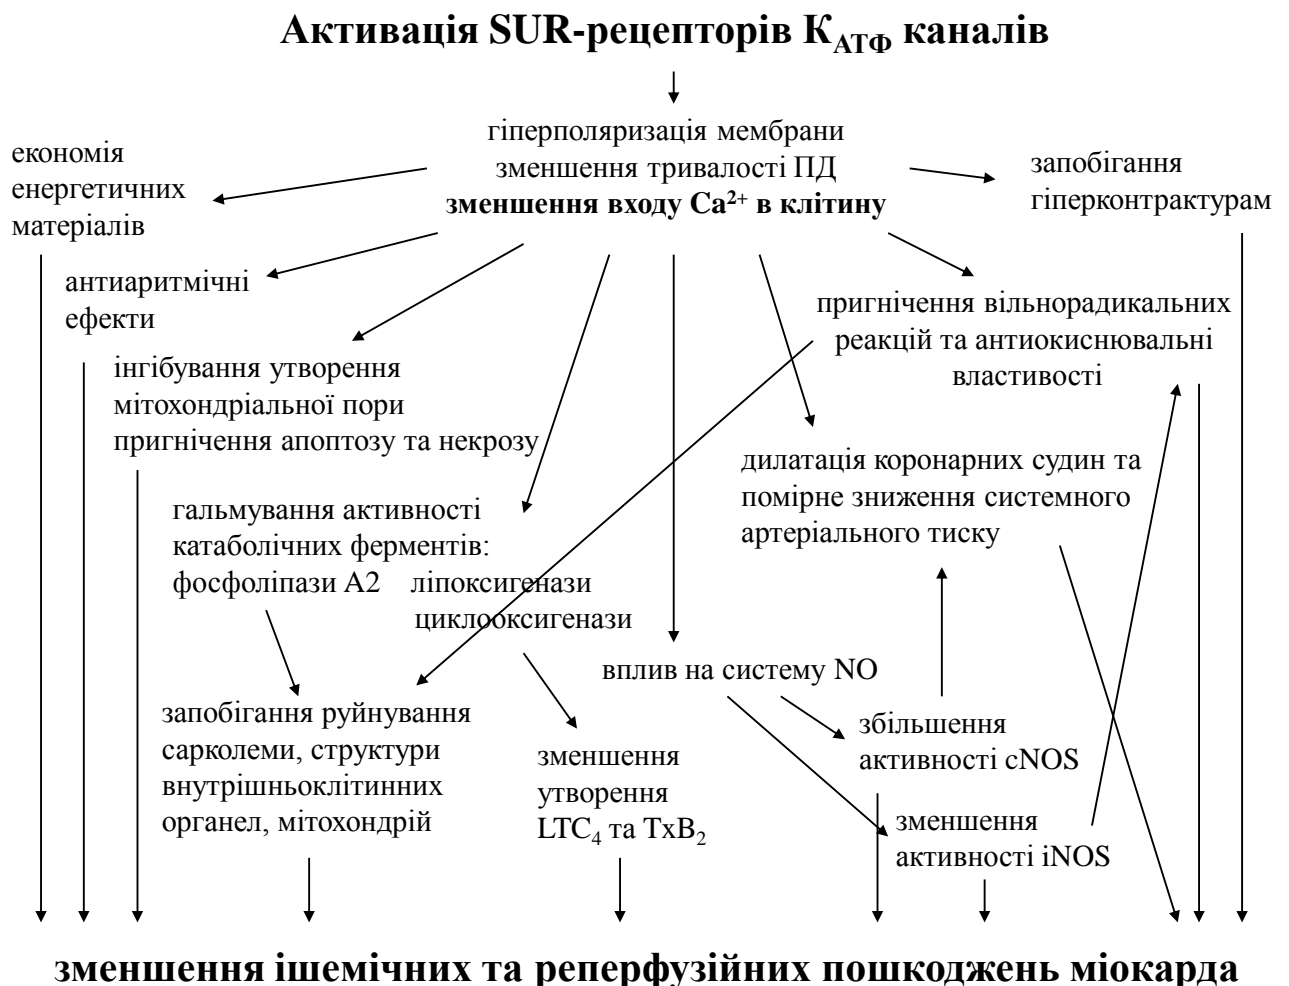 Активація SUR-рецепторів К_АТФ каналів
гіперполяризація мембрани
зменшення тривалості ПД
зменшення входу Ca²⁺ в клітину
економія
енергетичних
матеріалів
запобігання
гіперконтрактурам
антиаритмічні
ефекти
пригнічення вільнорадикальних
реакцій та антиокиснювальні
властивості
інгібування утворення
мітохондріальної пори
пригнічення апоптозу та некрозу
дилатація коронарних судин та
помірне зниження системного
артеріального тиску
гальмування активності
катаболічних ферментів:
фосфоліпази А2 ліпоксигенази
циклооксигенази
вплив на систему NO
запобігання руйнування
сарколеми, структури
внутрішньоклітинних
органел, мітохондрій
зменшення
утворення
LTC₄ та TxB₂
збільшення
активності cNOS
зменшення
активності iNOS
зменшення ішемічних та реперфузійних пошкоджень міокарда